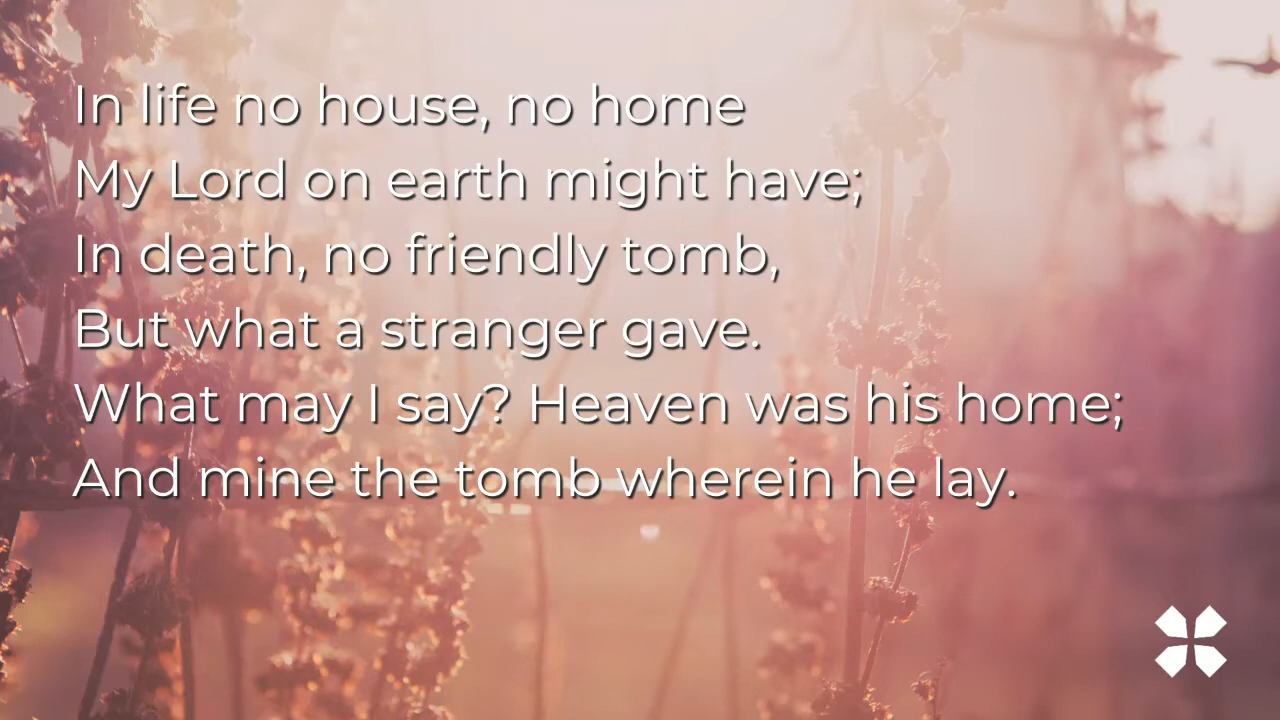 In life no house, no home
My Lord on earth might have;
In death, no friendly tomb,
But what a stranger gave.
What may I say? Heaven was his home;
And mine the tomb wherein he lay.